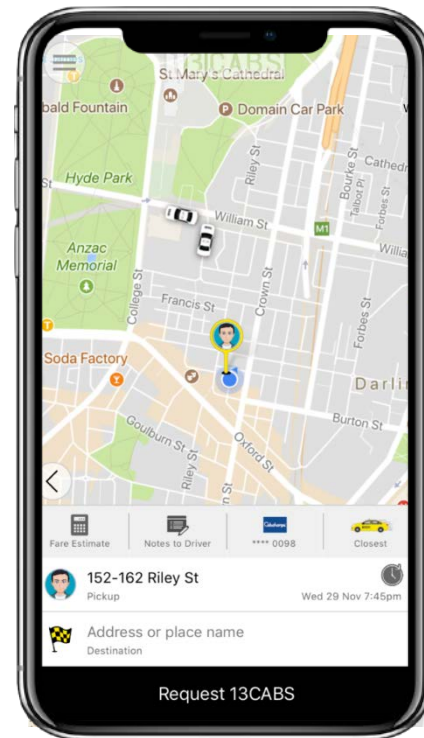 13CABS
St Mary's Cathedral
bald Fountain
Domain Car Park
Riley St
Bourke St
Talbot Pl
Forbes St
Cathedr
St
Hyde Park
William St
M1
Willia
Anzac
Memorial
College St
Francis St
Crown St
Forbes St
Soda Factory
Darli
Goulburn St
Riley St
Oxford St
Burton St
n St
Fare Estimate
Notes to Driver
Cabcharge
**** 0098
Closest
152-162 Riley St
Pickup
Wed 29 Nov 7:45pm
Address or place name
Destination
Request 13CABS